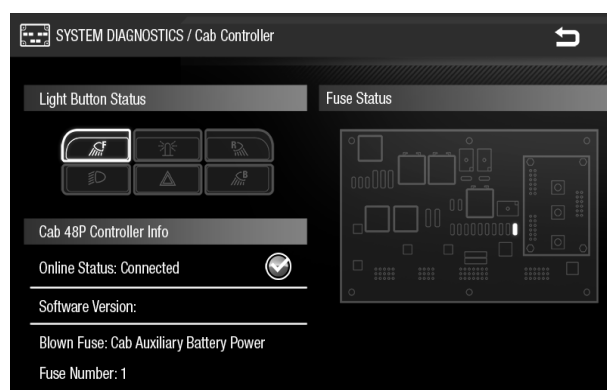 SYSTEM DIAGNOSTICS / Cab Controller
Light Button Status
Fuse Status
F
R
B
Cab 48P Controller Info
Online Status: Connected
Software Version:
Blown Fuse: Cab Auxiliary Battery Power
Fuse Number: 1